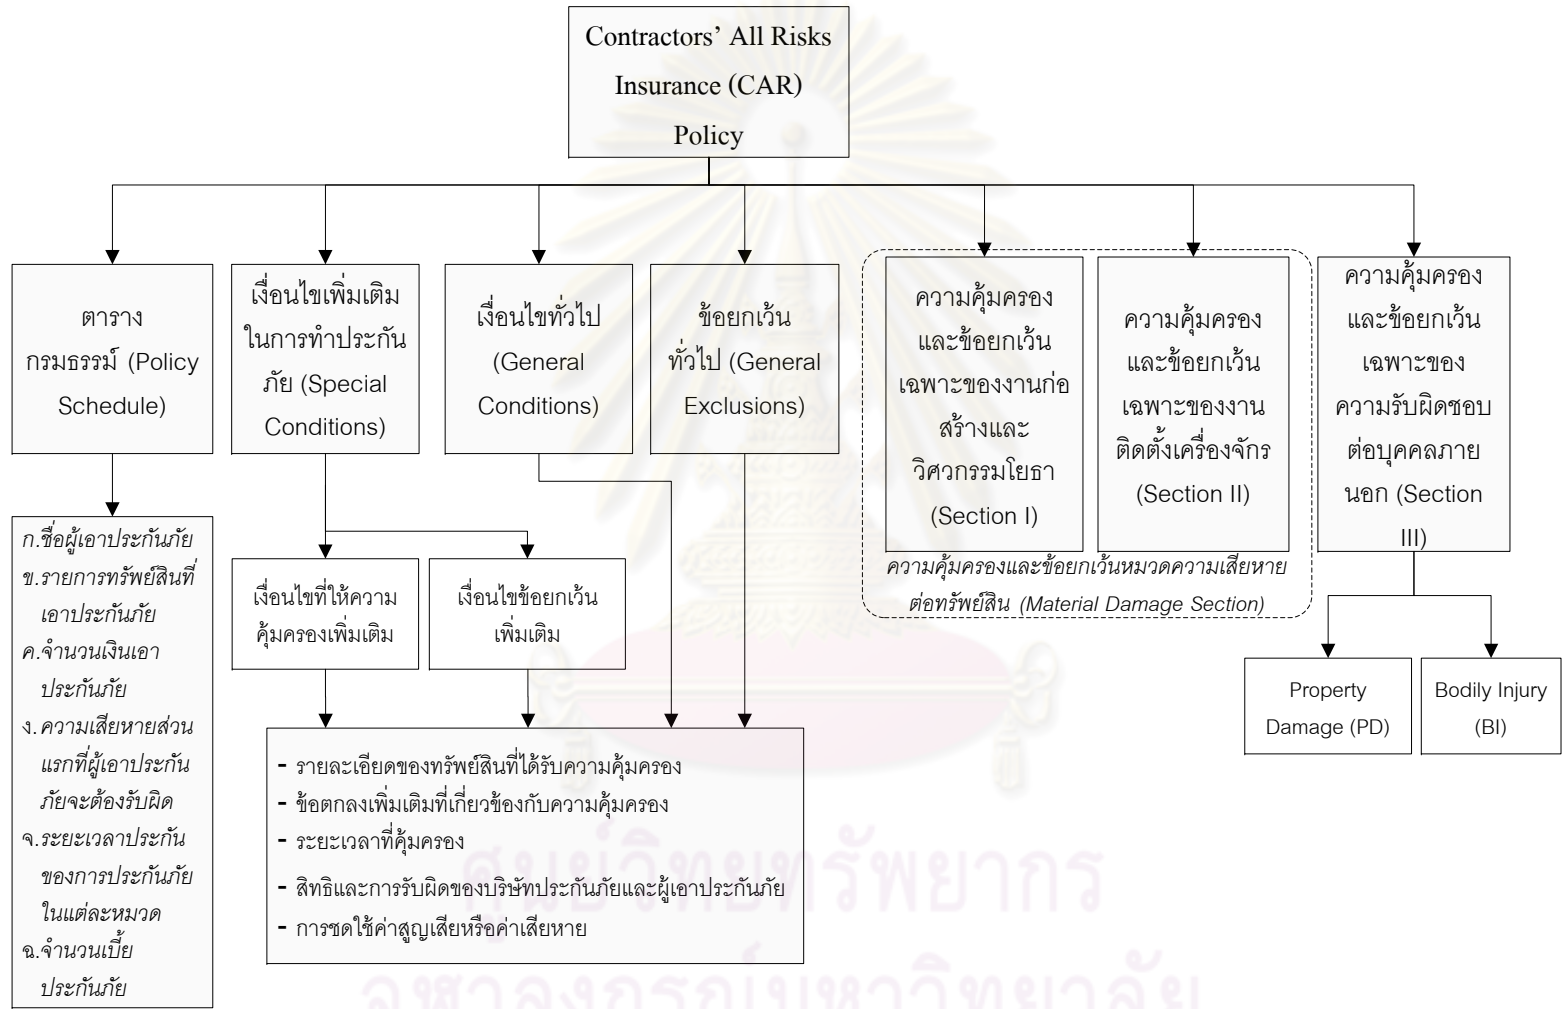 Contractors’ All Risks
Insurance (CAR)
Policy
ตาราง
กรมธรรม์ (Policy
Schedule)
เงื่อนไขเพิ่มเติม
ในการทำประกัน
ภัย (Special
Conditions)
เงื่อนไขทั่วไป
(General
Conditions)
ข้อยกเว้น
ทั่วไป (General
Exclusions)
ความคุ้มครอง
และข้อยกเว้น
เฉพาะของงานก่อ
สร้างและ
วิศวกรรมโยธา
(Section I)
ความคุ้มครอง
และข้อยกเว้น
เฉพาะของงาน
ติดตั้งเครื่องจักร
(Section II)
ความคุ้มครองและข้อยกเว้นหมวดความเสียหาย
ต่อทรัพย์สิน (Material Damage Section)
ความคุ้มครอง
และข้อยกเว้น
เฉพาะของ
ความรับผิดชอบ
ต่อบุคคลภาย
นอก (Section
III)
ก.ชื่อผู้เอาประกันภัย
ข.รายการทรัพย์สินที่
เอาประกันภัย
ค.จำนวนเงินเอา
ประกันภัย
ง.ความเสียหายส่วน
แรกที่ผู้เอาประกัน
ภัยจะต้องรับผิด
จ.ระยะเวลาประกัน
ของการประกันภัย
ในแต่ละหมวด
ฉ.จำนวนเบี้ย
ประกันภัย
เงื่อนไขที่ให้ความ
คุ้มครองเพิ่มเติม
เงื่อนไขข้อยกเว้น
เพิ่มเติม
- รายละเอียดของทรัพย์สินที่ได้รับความคุ้มครอง
- ข้อตกลงเพิ่มเติมที่เกี่ยวข้องกับความคุ้มครอง
- ระยะเวลาที่คุ้มครอง
- สิทธิและการรับผิดของบริษัทประกันภัยและผู้เอาประกันภัย
- การชดใช้ค่าสูญเสียหรือค่าเสียหาย
Property
Damage (PD)
Bodily Injury
(BI)
ศูนย์วิทยทรัพยากร
จุฬาลงกรณ์มหาวิทยาลัย